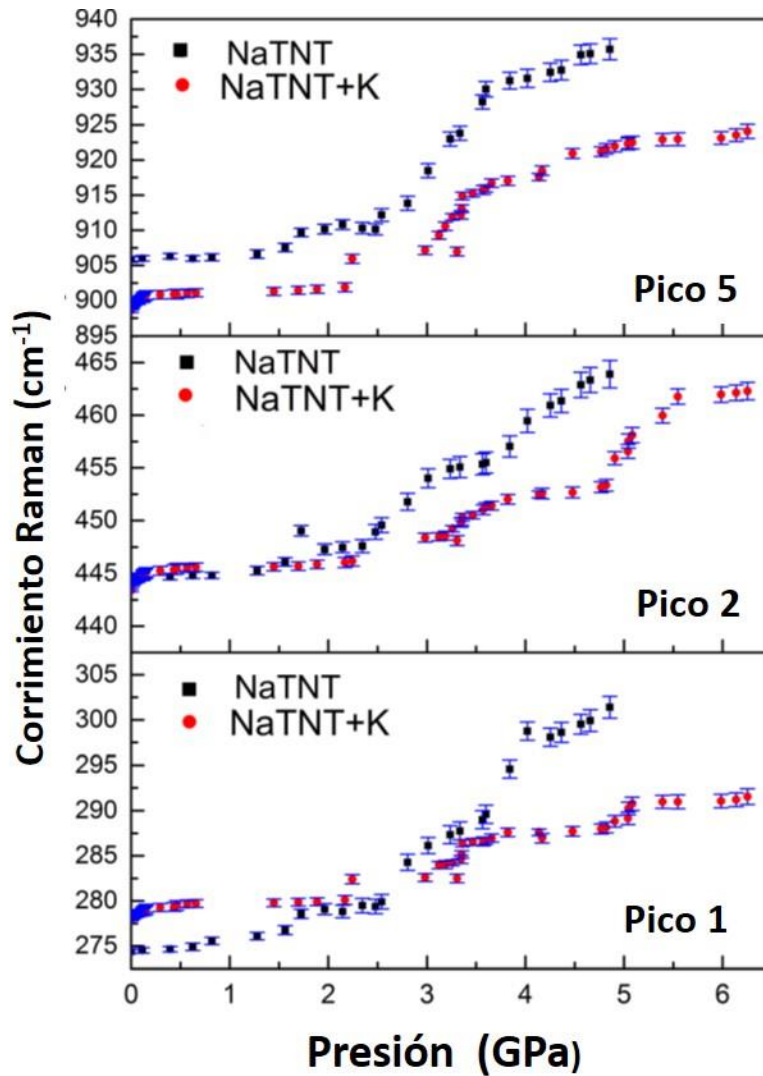 Corrimiento Raman (cm⁻¹)
940
935
930
925
920
915
910
905
900
895
NaTNT
NaTNT+K
Pico 5
465
460
455
450
445
440
NaTNT
NaTNT+K
Pico 2
305
300
295
290
285
280
275
NaTNT
NaTNT+K
Pico 1
0 1 2 3 4 5 6
Presión (GPa)